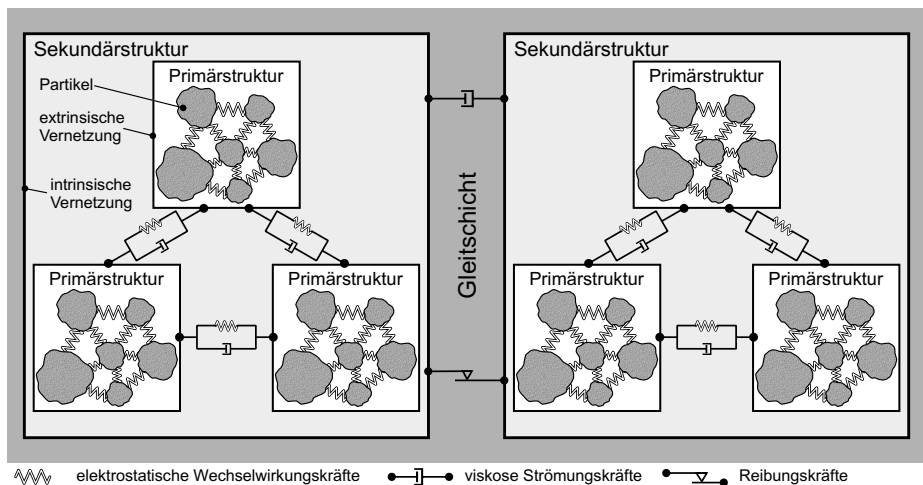 Sekundärstruktur
Primärstruktur
Partikel
extrinsische
Vernetzung
intrinsische
Vernetzung
Primärstruktur
Primärstruktur
Gleitschicht
Sekundärstruktur
Primärstruktur
Primärstruktur
Primärstruktur
elektrostatische Wechselwirkungskräfte
viskose Strömungskräfte
Reibungskräfte